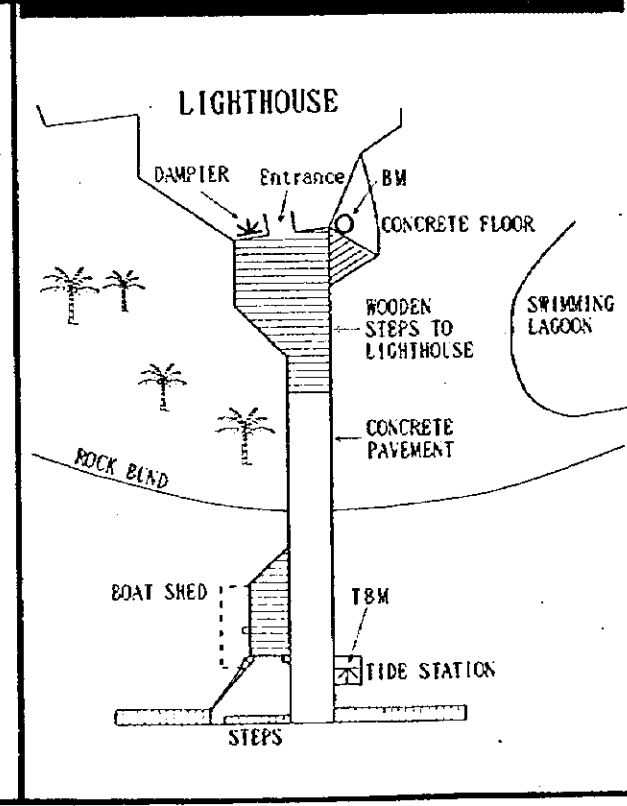 LIGHTHOUSE
DAMPIER
Entrance
BM
CONCRETE FLOOR
WOODEN
STEPS TO
LIGHTHOUSE
SWIMMING
LAGOON
CONCRETE
PAVEMENT
ROCK BUND
BOAT SHED
TBM
TIDE STATION
STEPS